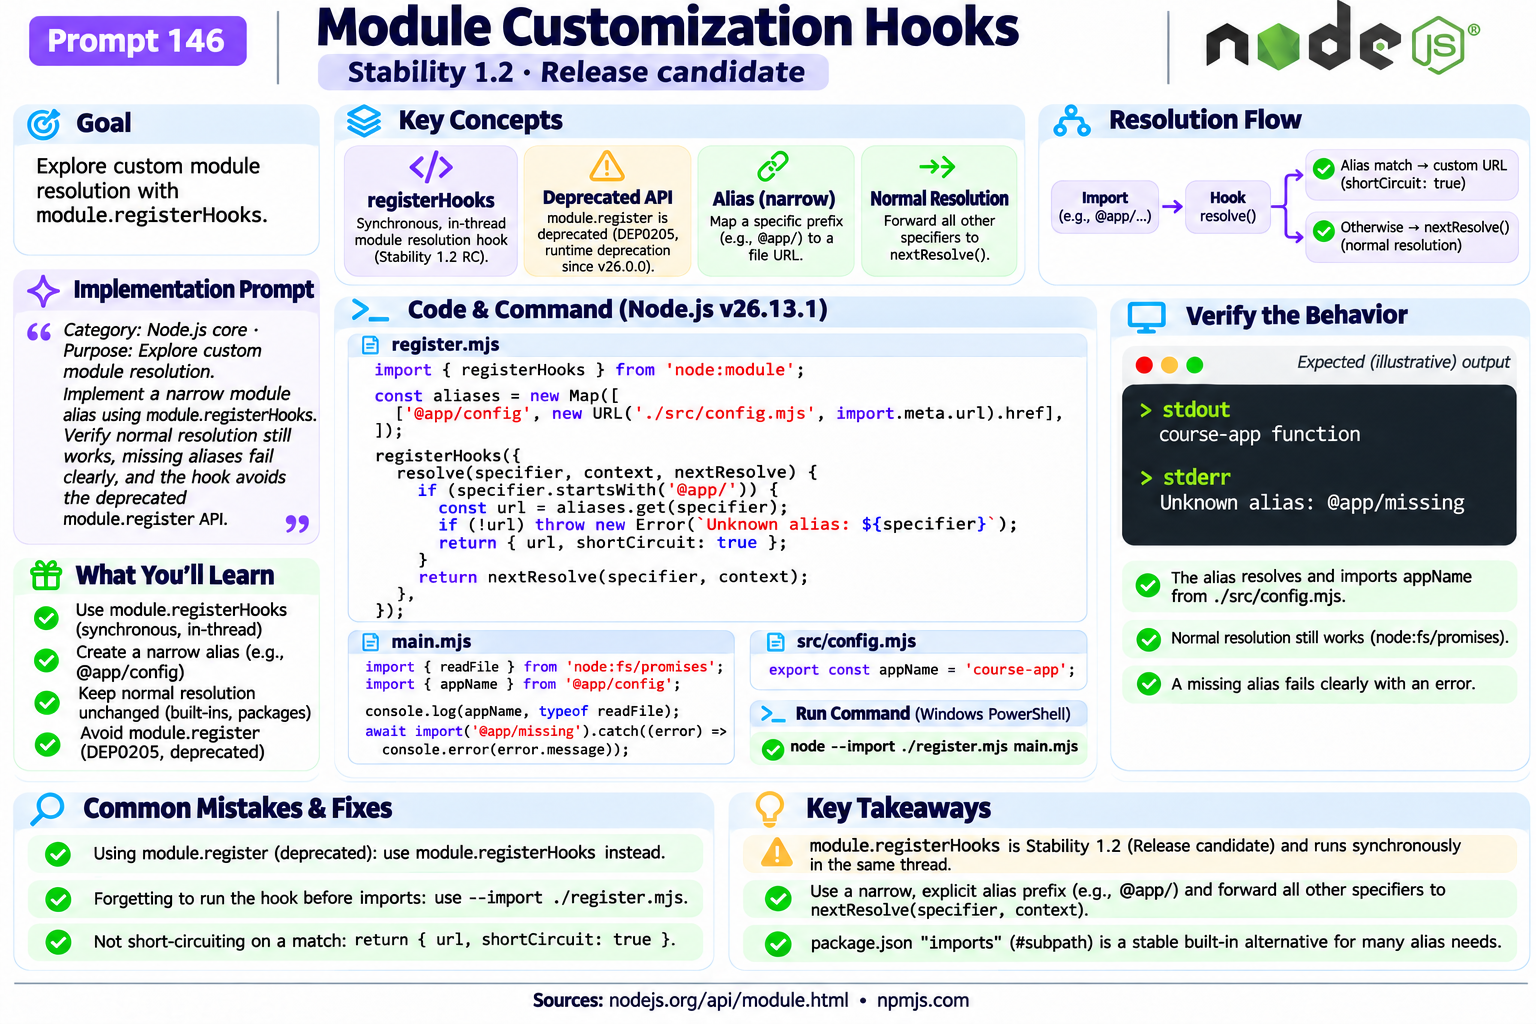 Prompt 146
Module Customization Hooks
Stability 1.2 · Release candidate
node JS ®
Goal
Explore custom module
resolution with
module.registerHooks.
Implementation Prompt
“ Category: Node.js core ·
Purpose: Explore custom
module resolution.
Implement a narrow module
alias using module.registerHooks.
Verify normal resolution still
works, missing aliases fail
clearly, and the hook avoids
the deprecated
module.register API. ”
What You’ll Learn
Use module.registerHooks
(synchronous, in-thread)
Create a narrow alias (e.g.,
@app/config)
Keep normal resolution
unchanged (built-ins, packages)
Avoid module.register
(DEP0205, deprecated)
Key Concepts
</>
registerHooks
Synchronous, in-thread
module resolution hook
(Stability 1.2 RC).
Deprecated API
module.register is
deprecated (DEP0205,
runtime deprecation
since v26.0.0).
Alias (narrow)
Map a specific prefix
(e.g., @app/) to a
file URL.
Normal Resolution
Forward all other
specifiers to
nextResolve().
Resolution Flow
Import
(e.g., @app/...)
Hook
resolve()
Alias match → custom URL
(shortCircuit: true)
Otherwise → nextResolve()
(normal resolution)
Code & Command (Node.js v26.13.1)
register.mjs
import { registerHooks } from 'node:module';
const aliases = new Map([
  ['@app/config', new URL('./src/config.mjs', import.meta.url).href],
]);
registerHooks({
  resolve(specifier, context, nextResolve) {
    if (specifier.startsWith('@app/')) {
      const url = aliases.get(specifier);
      if (!url) throw new Error(`Unknown alias: ${specifier}`);
      return { url, shortCircuit: true };
    }
    return nextResolve(specifier, context);
  },
});
main.mjs
import { readFile } from 'node:fs/promises';
import { appName } from '@app/config';
console.log(appName, typeof readFile);
await import('@app/missing').catch((error) =>
  console.error(error.message));
src/config.mjs
export const appName = 'course-app';
Run Command (Windows PowerShell)
node --import ./register.mjs main.mjs
Verify the Behavior
Expected (illustrative) output
> stdout
course-app function
> stderr
Unknown alias: @app/missing
The alias resolves and imports appName
from ./src/config.mjs.
Normal resolution still works (node:fs/promises).
A missing alias fails clearly with an error.
Common Mistakes & Fixes
Using module.register (deprecated): use module.registerHooks instead.
Forgetting to run the hook before imports: use --import ./register.mjs.
Not short-circuiting on a match: return { url, shortCircuit: true }.
Key Takeaways
module.registerHooks is Stability 1.2 (Release candidate) and runs synchronously
in the same thread.
Use a narrow, explicit alias prefix (e.g., @app/) and forward all other specifiers to
nextResolve(specifier, context).
package.json "imports" (#subpath) is a stable built-in alternative for many alias needs.
Sources: nodejs.org/api/module.html • npmjs.com